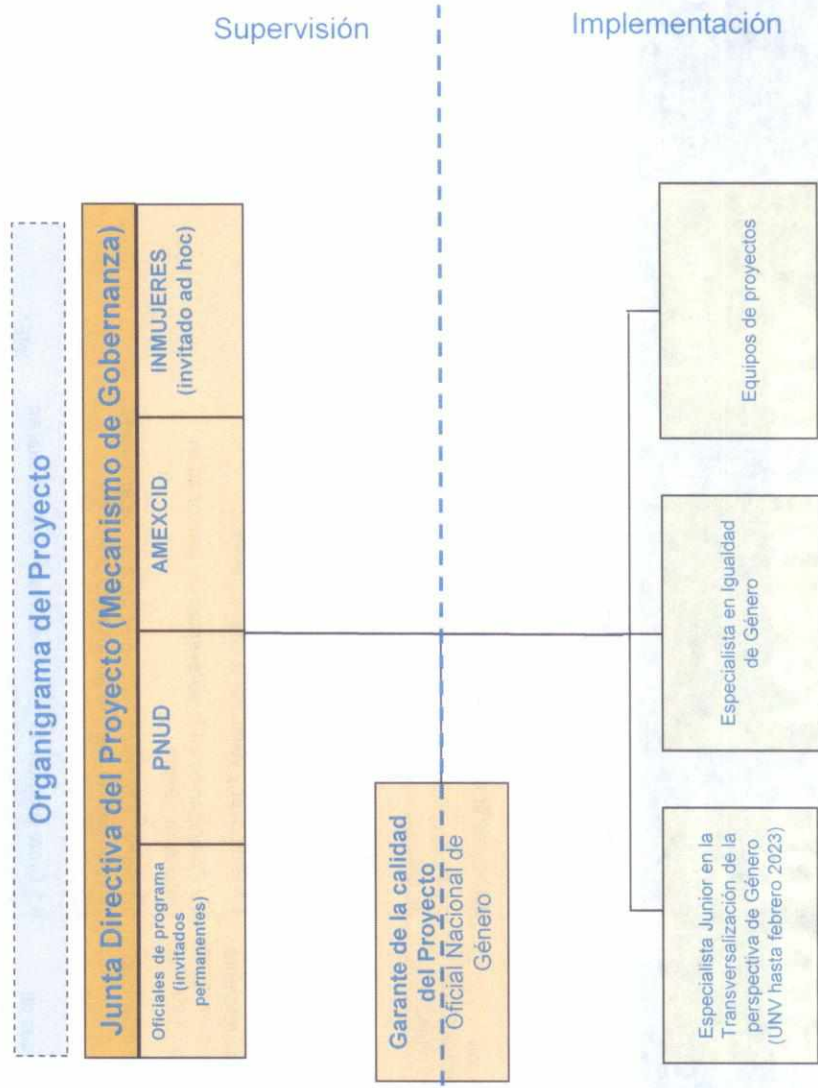 Organigrama del Proyecto
Junta Directiva del Proyecto (Mecanismo de Gobernanza)
Oficiales de programa
(invitados
permanentes)
PNUD
AMEXCID
INMUJERES
(invitado ad hoc)
Supervisión
Garante de la calidad
del Proyecto
Oficial Nacional de
Género
Implementación
Especialista Junior en la
Transversalización de la
perspectiva de Género
(UNV hasta febrero 2023)
Especialista en Igualdad
de Género
Equipos de proyectos